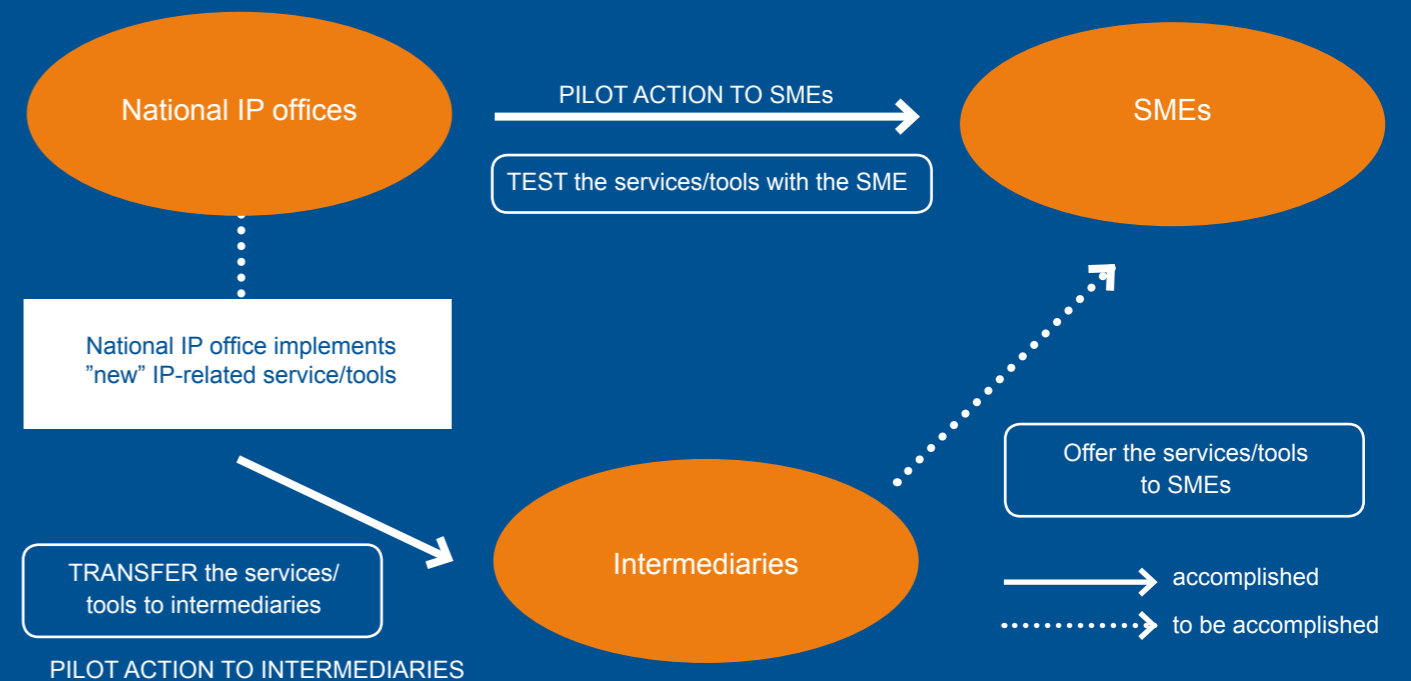 National IP offices
PILOT ACTION TO SMEs
SMEs
TEST the services/tools with the SME
National IP office implements
”new” IP-related service/tools
Offer the services/tools
to SMEs
Intermediaries
TRANSFER the services/
tools to intermediaries
accomplished
to be accomplished
PILOT ACTION TO INTERMEDIARIES